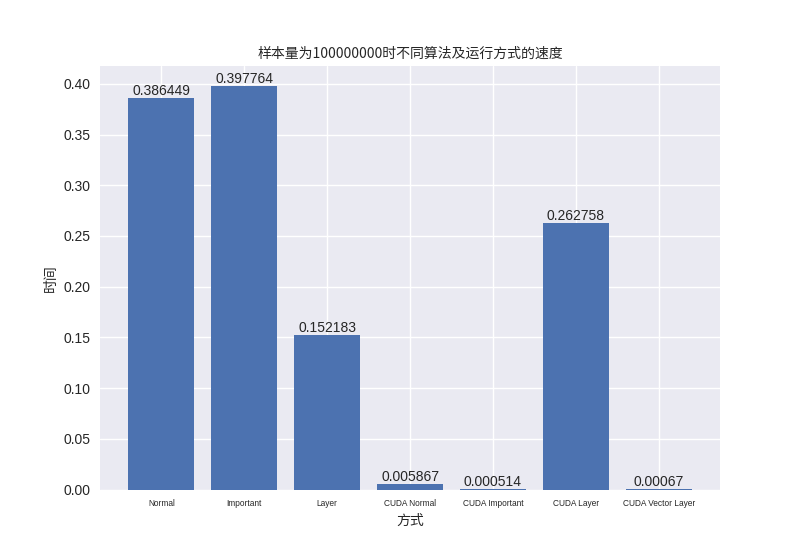 样本量为100000000时不同算法及运行方式的速度
0.40
0.35
0.30
0.25
0.20
0.15
0.10
0.05
0.00
时间
0.386449
0.397764
0.152183
0.005867
0.000514
0.262758
0.00067
Normal
Important
Layer
CUDA Normal
CUDA Important
CUDA Layer
CUDA Vector Layer
方式